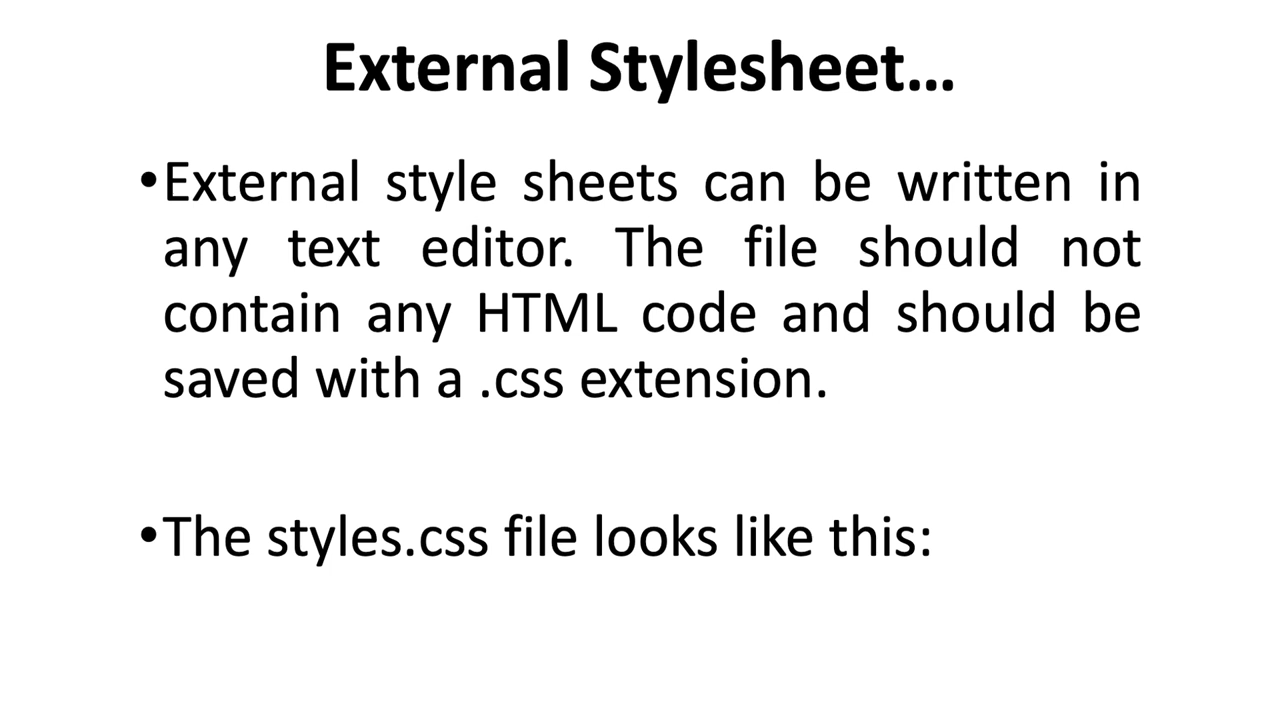 External Stylesheet...
•External style sheets can be written in
any text editor. The file should not
contain any HTML code and should be
saved with a .css extension.
•The styles.css file looks like this: